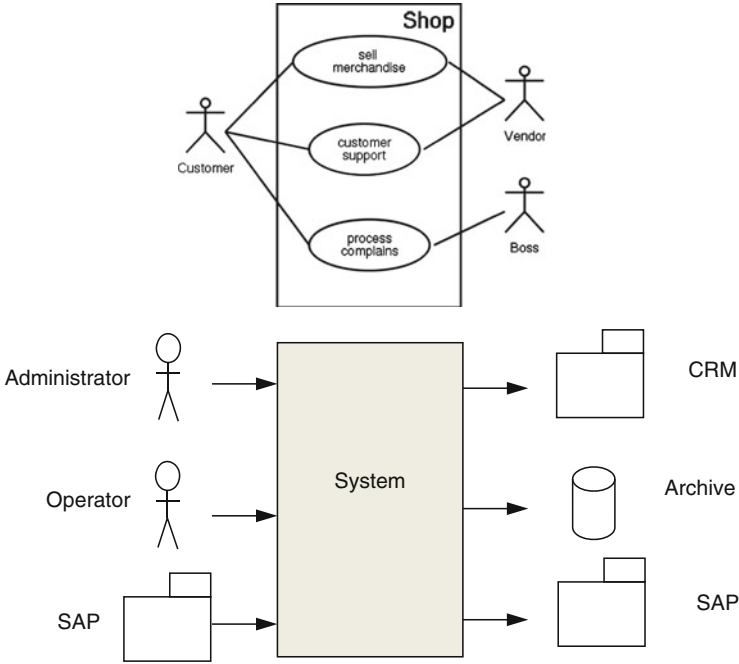 Shop
sell
merchandise
Customer
customer
support
Vendor
process
complains
Boss
Administrator
CRM
System
Operator
Archive
SAP
SAP